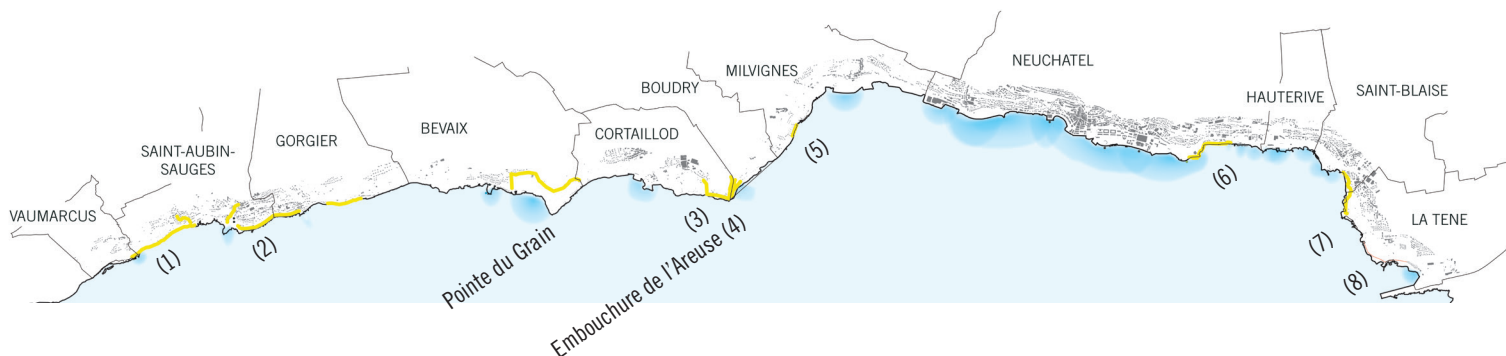 VAUMARCUS
SAINT-AUBIN-
SAUGES
GORGIER
BEVAIX
CORTAILLOD
BOUDRY
MILVIGNES
NEUCHATEL
HAUTERIVE
SAINT-BLAISE
LA TENE
(1)
(2)
Pointe du Grain
(3)
Embouchure de l'Areuse (4)
(5)
(6)
(7)
(8)